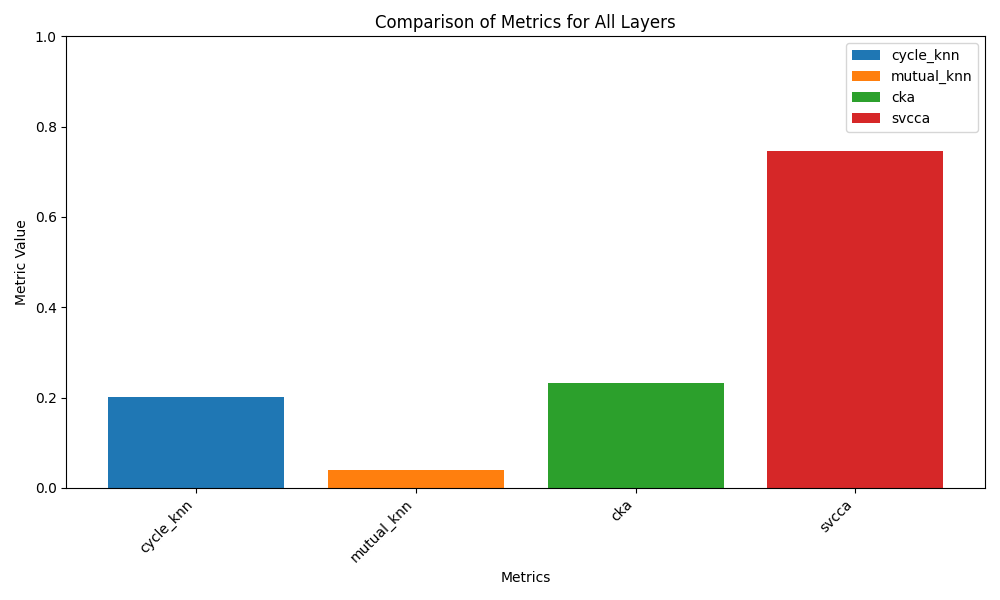 Comparison of Metrics for All Layers
1.0
0.8
0.6
0.4
0.2
0.0
Metric Value
cycle_knn
mutual_knn
cka
svcca
cycle_knn
mutual_knn
cka
svcca
Metrics